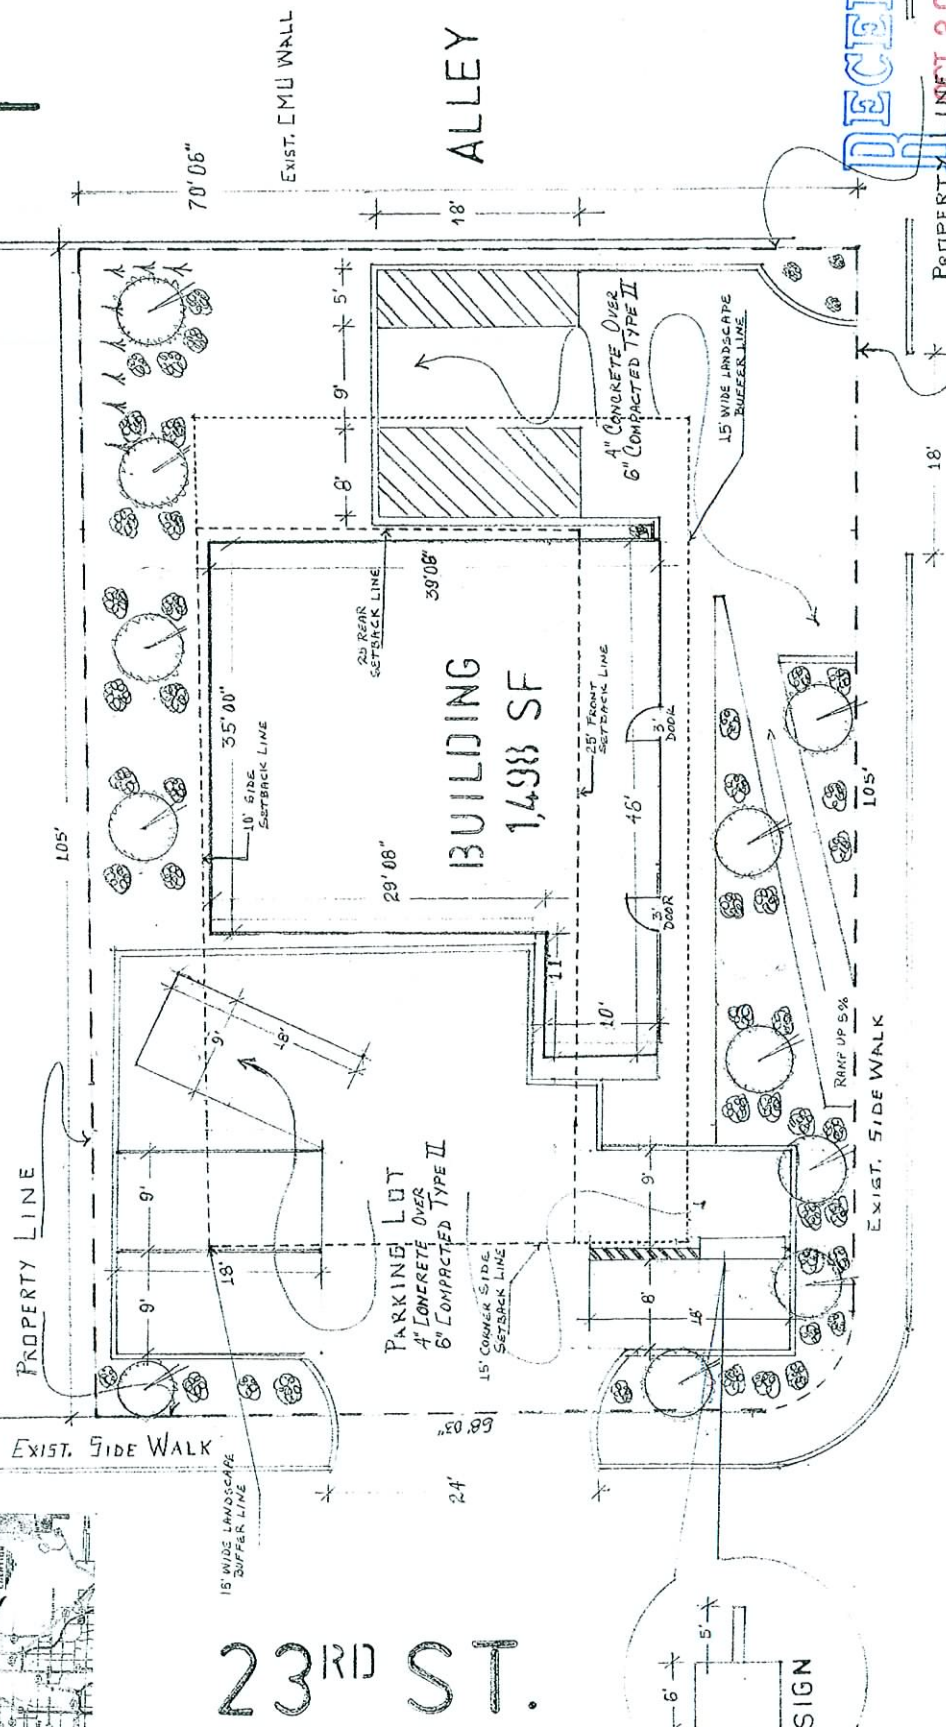 EXIST. CMU WALL
ALLEY
70' 06"
18'
105'
5'
9'
8'
4" CONCRETE OVER
6" COMPACTED TYPE II
15' WIDE LANDSCAPE
BUFFER LINE
18'
PROPERTY LINE
39'06"
25' REAR
SETBACK LINE
35' 00"
10' SIDE
SETBACK LINE
BUILDING
1,498 SF
29' 08"
25' FRONT
SETBACK LINE
3'
DOOR
46'
3'
DOOR
11'
10'
105'
RAMP UP 5%
EXIST. SIDE WALK
PROPERTY LINE
9'
18'
9'
9'
18'
PARKING LOT
4" CONCRETE OVER
6" COMPACTED TYPE II
15' CORNER SIDE
SETBACK LINE
9'
8'
18'
68' 03"
EXIST. SIDE WALK
15' WIDE LANDSCAPE
BUFFER LINE
24'
23RD ST.
6'
5'
SIGN